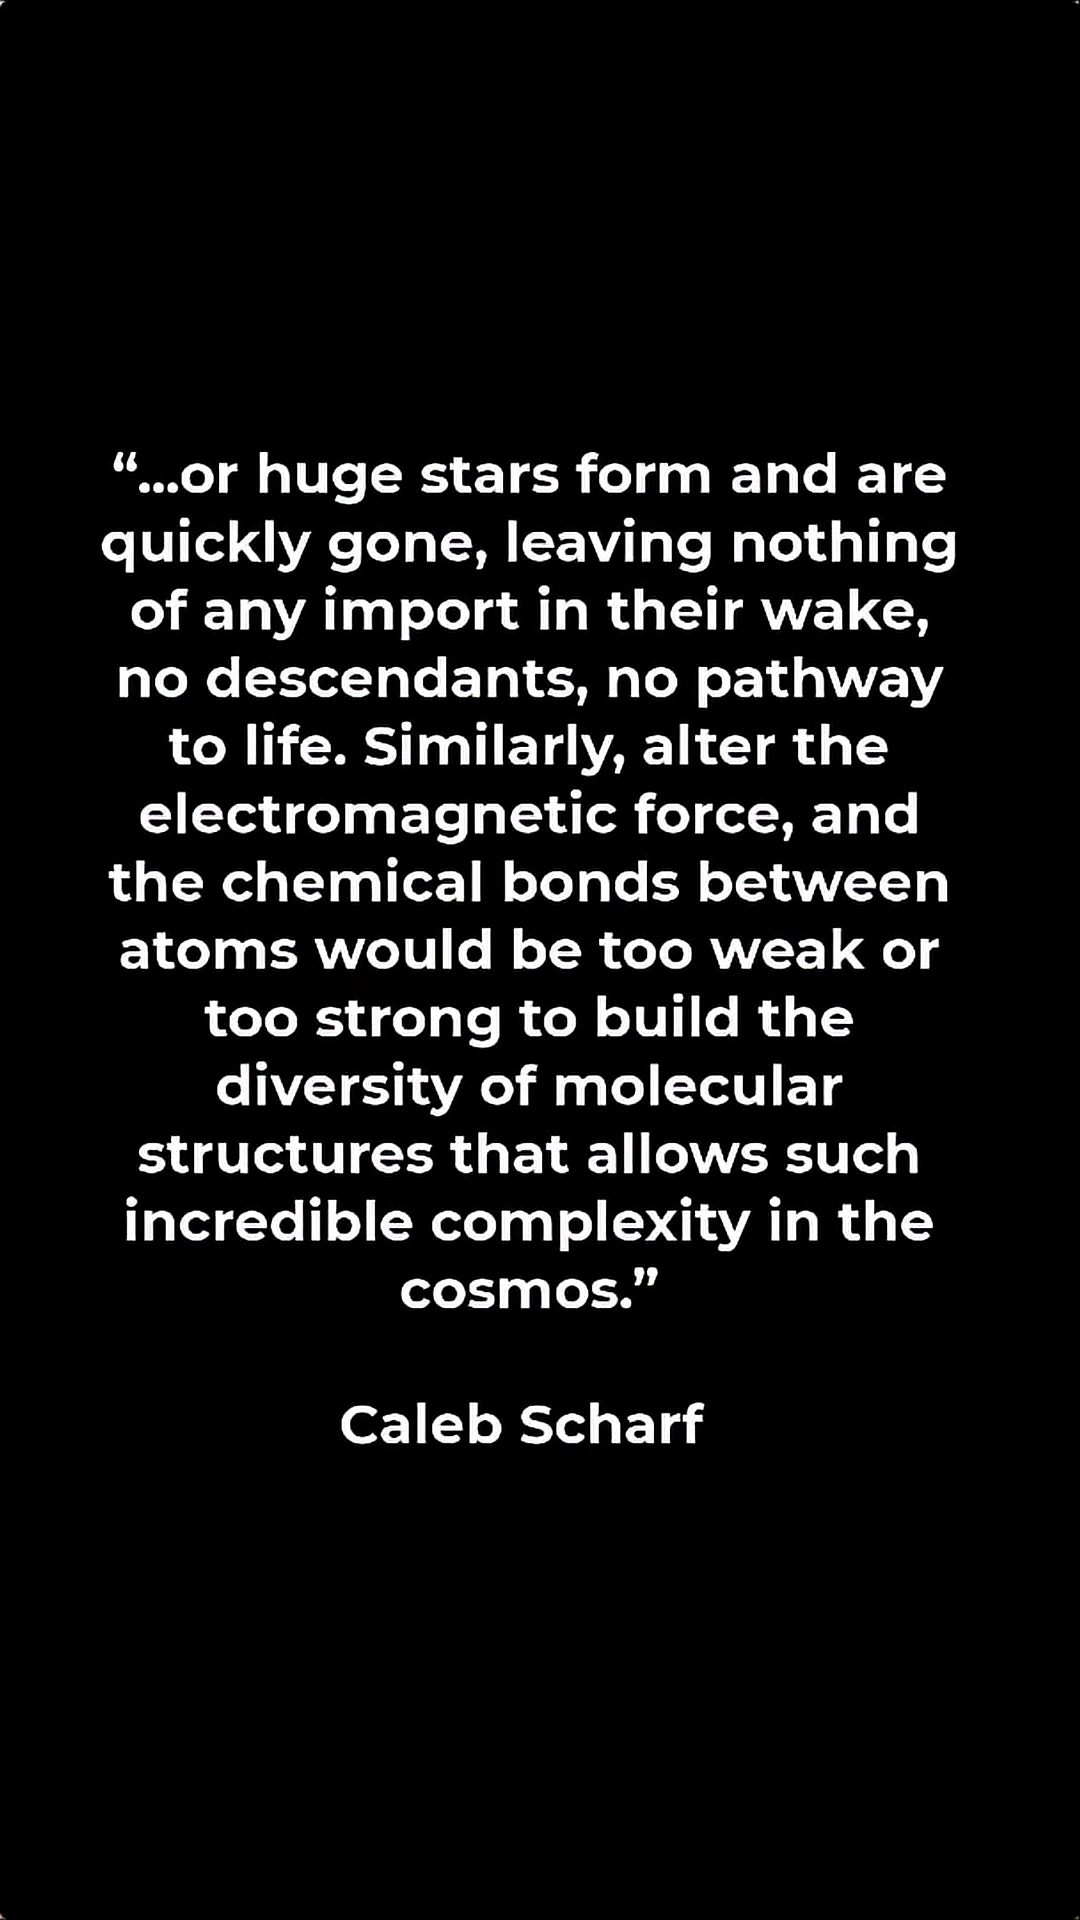 “...or huge stars form and are
quickly gone, leaving nothing
of any import in their wake,
no descendants, no pathway
to life. Similarly, alter the
electromagnetic force, and
the chemical bonds between
atoms would be too weak or
too strong to build the
diversity of molecular
structures that allows such
incredible complexity in the
cosmos.”
Caleb Scharf